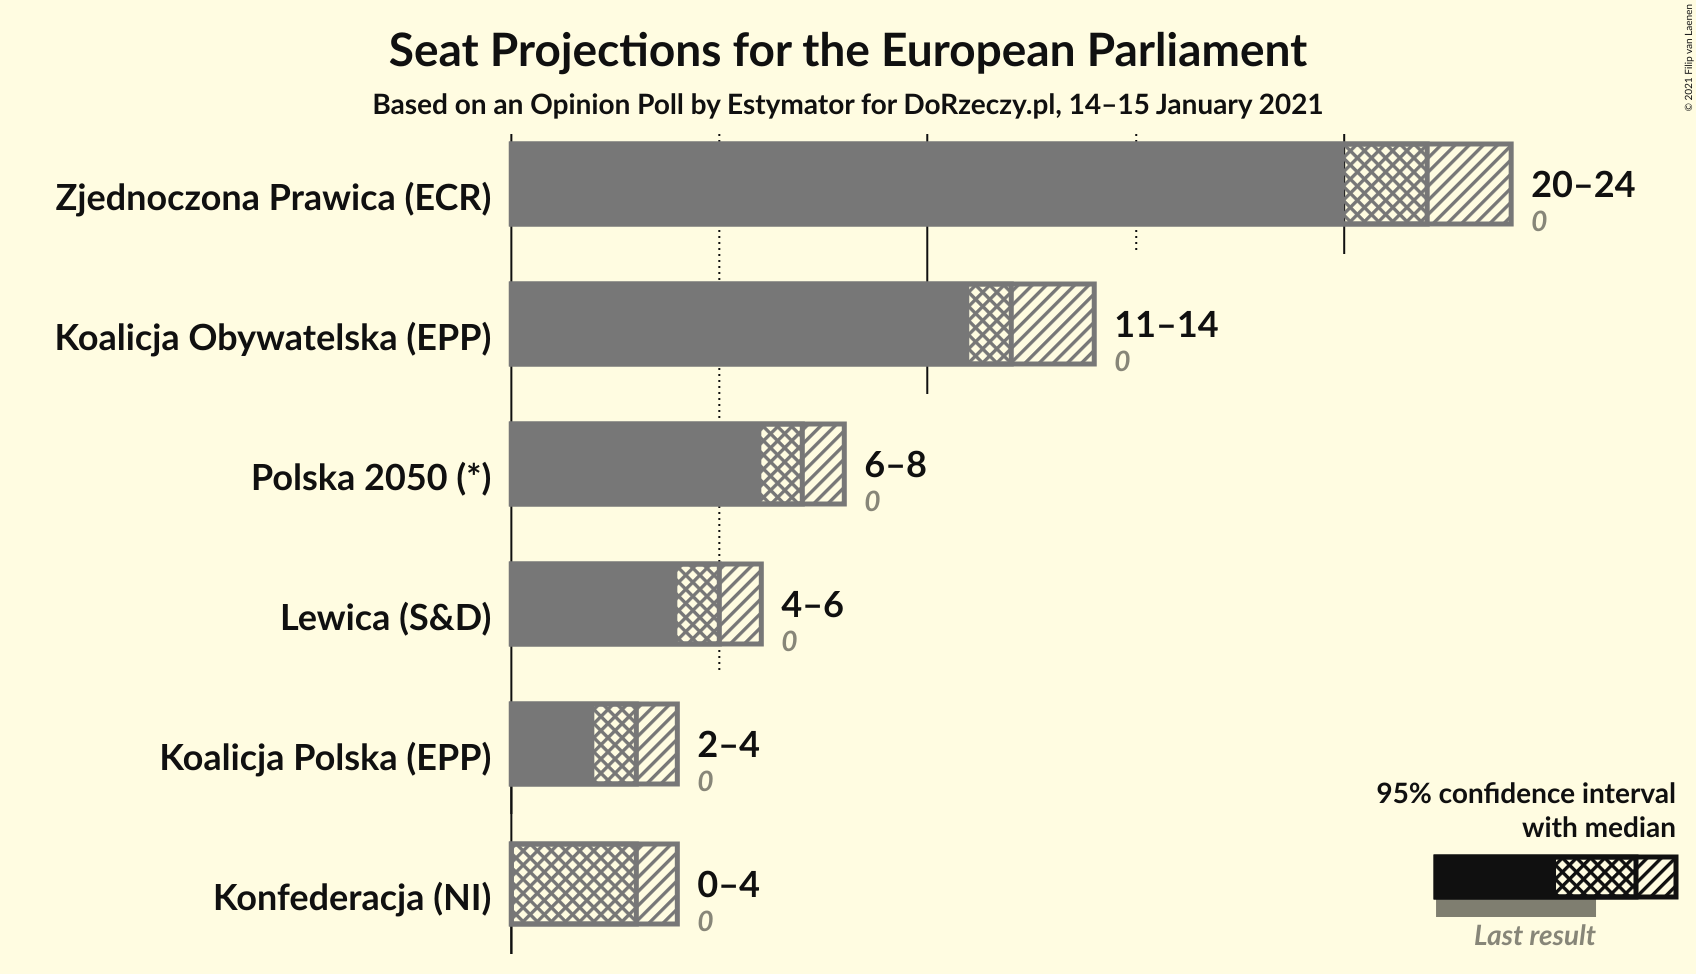 Seat Projections for the European Parliament
Based on an Opinion Poll by Estymator for DoRzeczy.pl, 14–15 January 2021
© 2021 Filip van Laenen
Zjednoczona Prawica (ECR)
20–24
0
Koalicja Obywatelska (EPP)
11–14
0
Polska 2050 (*)
6–8
0
Lewica (S&D)
4–6
0
Koalicja Polska (EPP)
2–4
0
Konfederacja (NI)
0–4
0
95% confidence interval
with median
Last result